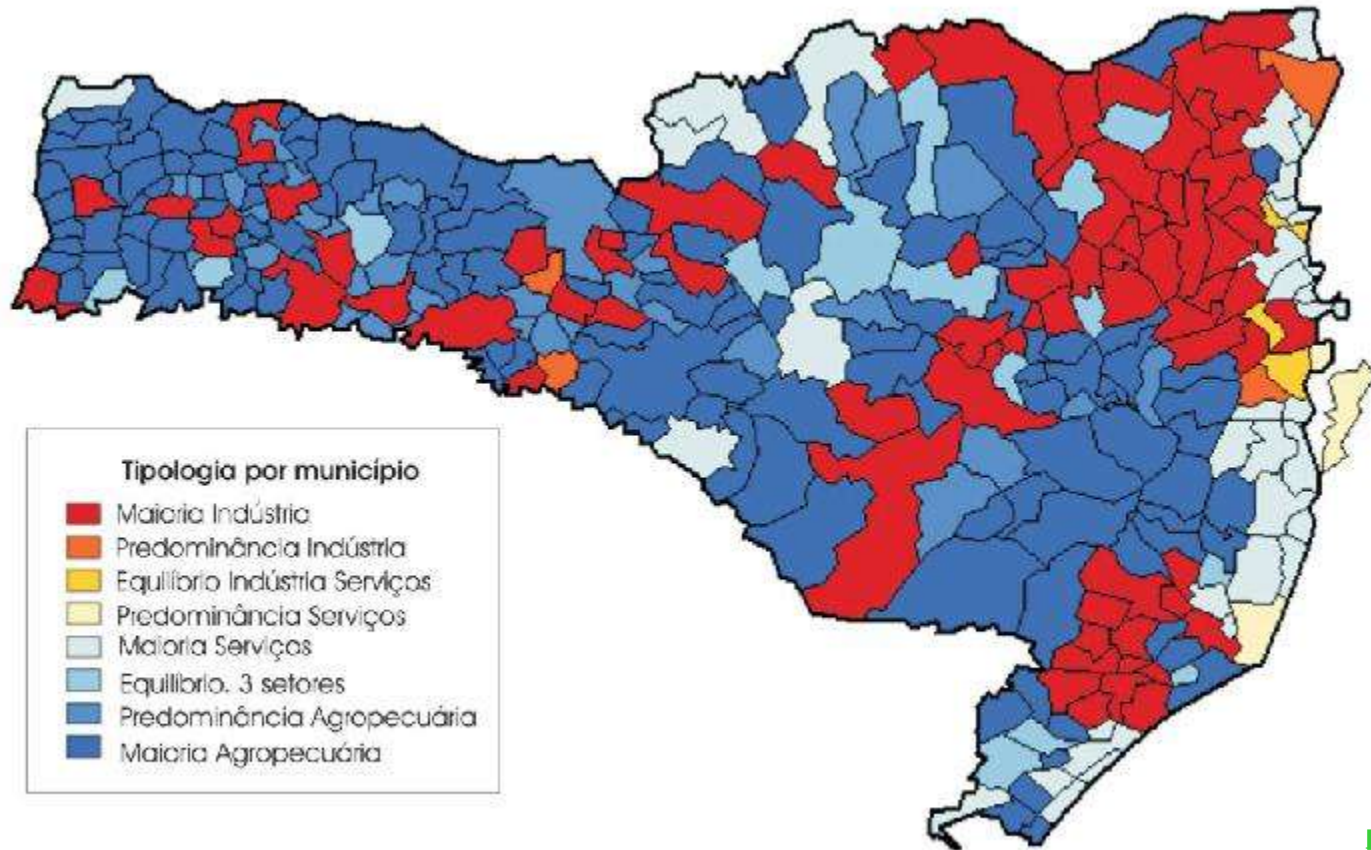 Tipologia por município
Maioria Indústria
Predominância Indústria
Equilíbrio Indústria Serviços
Predominância Serviços
Maioria Serviços
Equilíbrio. 3 setores
Predominância Agropecuária
Maioria Agropecuária